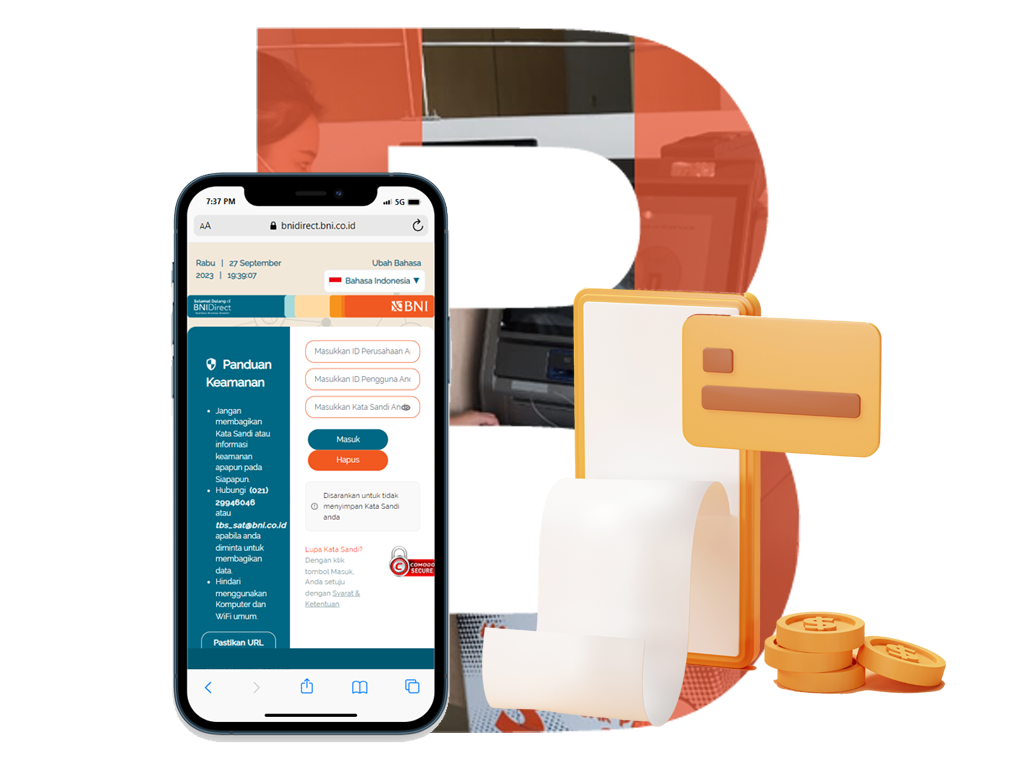 7:37 PM
5G
AA
bnidirect.bni.co.id
Rabu | 27 September
2023 | 19:39:07
Ubah Bahasa
Bahasa Indonesia ▼
Selamat Datang di
BNIDirect
BNI
Panduan
Keamanan
• Jangan
membagikan
Kata Sandi atau
informasi
keamanan
apapun pada
Siapapun.
• Hubungi (021)
29946046
atau
tbs_sat@bni.co.id
apabila anda
diminta untuk
membagikan
data.
• Hindari
menggunakan
Komputer dan
WiFi umum.
Pastikan URL
Masukkan ID Perusahaan A
Masukkan ID Pengguna And
Masukkan Kata Sandi An
Masuk
Hapus
Disarankan untuk tidak
menyimpan Kata Sandi
anda
Lupa Kata Sandi?
Dengan klik
tombol Masuk,
Anda setuju
dengan Syarat &
Ketentuan
COMODO
SECURE